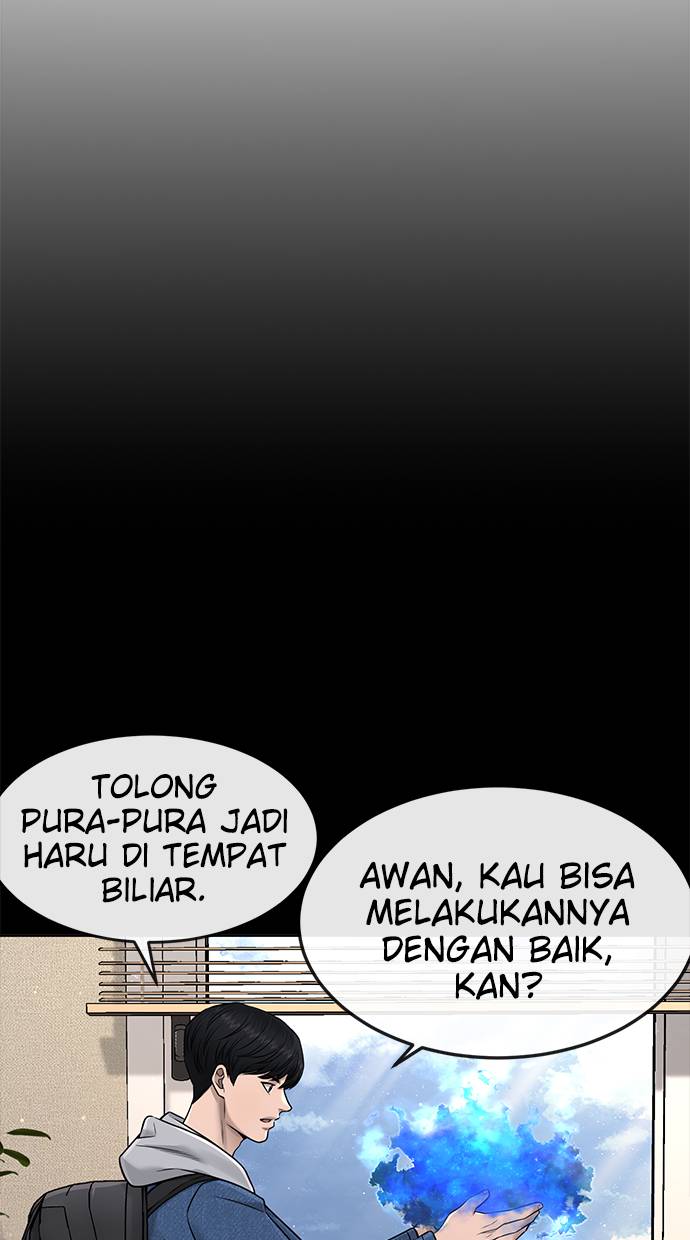 TOLONG
PURA-PURA JADI
HARU DI TEMPAT
BILIAR.
AWAN, KAU BISA
MELAKUKANNYA
DENGAN BAIK,
KAN?